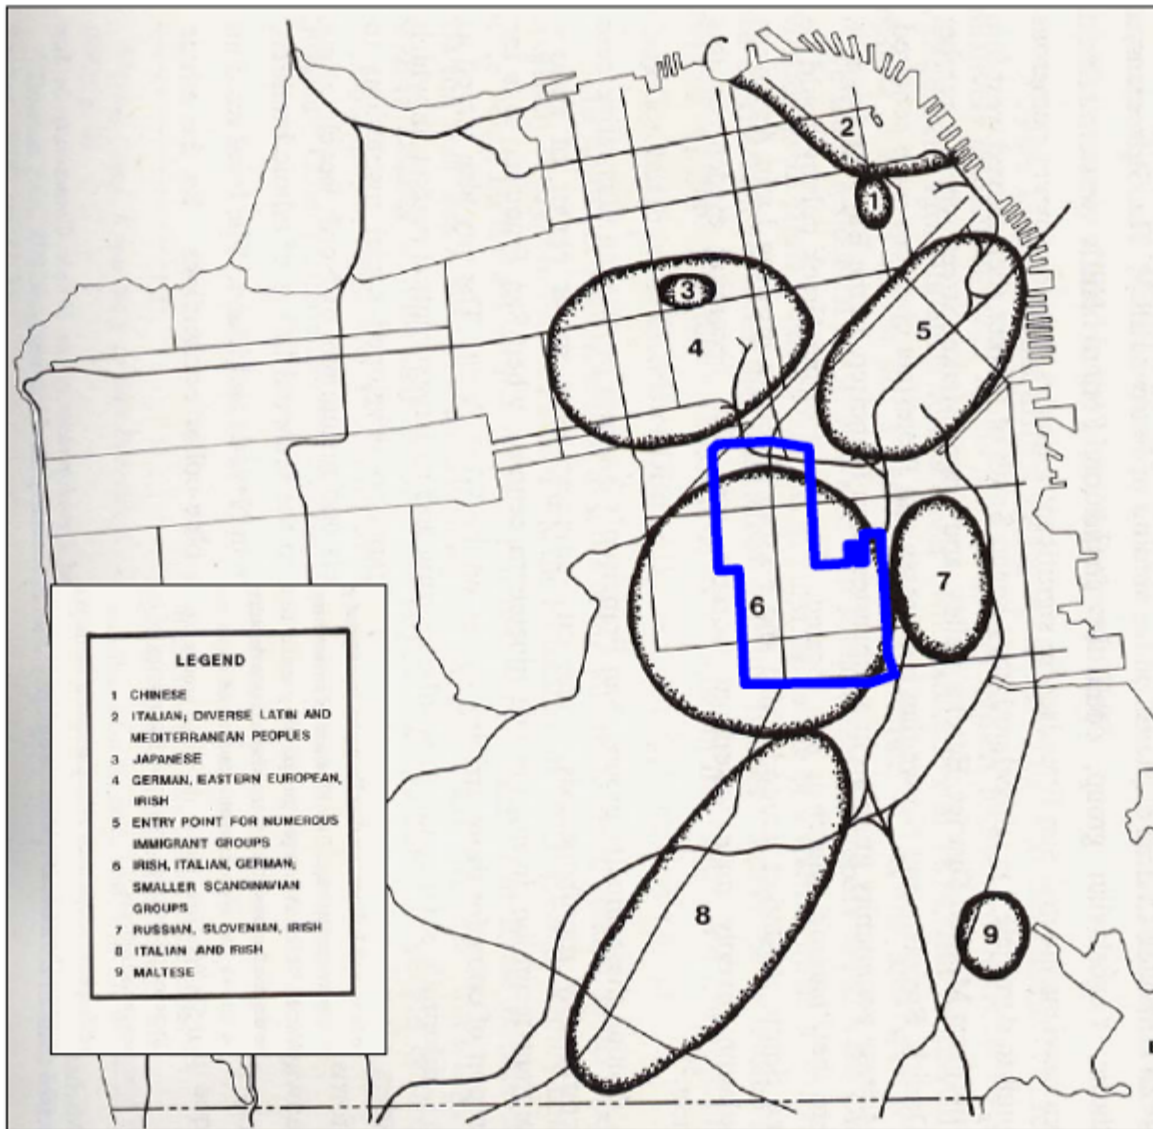 2
1
3
4
5
6
7
8
9
LEGEND
1 CHINESE
2 ITALIAN; DIVERSE LATIN AND
MEDITERRANEAN PEOPLES
3 JAPANESE
4 GERMAN, EASTERN EUROPEAN,
IRISH
5 ENTRY POINT FOR NUMEROUS
IMMIGRANT GROUPS
6 IRISH, ITALIAN, GERMAN;
SMALLER SCANDINAVIAN
GROUPS
7 RUSSIAN, SLOVENIAN, IRISH
8 ITALIAN AND IRISH
9 MALTESE